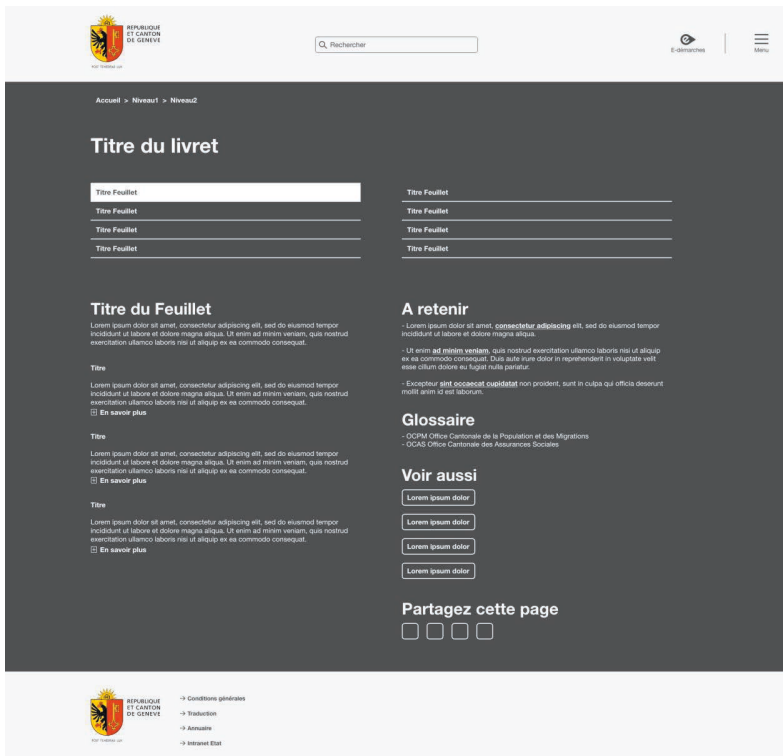 REPUBLIQUE
ET CANTON
DE GENEVE
POST TENEBRAS LUX
Rechercher
E-démarches
Menu
Accueil > Niveau1 > Niveau2
Titre du livret
Titre Feuillet
Titre Feuillet
Titre Feuillet
Titre Feuillet
Titre Feuillet
Titre Feuillet
Titre Feuillet
Titre Feuillet
Titre du Feuillet
Lorem ipsum dolor sit amet, consectetur adipiscing elit, sed do eiusmod tempor
incididunt ut labore et dolore magna aliqua. Ut enim ad minim veniam, quis nostrud
exercitation ullamco laboris nisi ut aliquip ex ea commodo consequat.
Titre
Lorem ipsum dolor sit amet, consectetur adipiscing elit, sed do eiusmod tempor
incididunt ut labore et dolore magna aliqua. Ut enim ad minim veniam, quis nostrud
exercitation ullamco laboris nisi ut aliquip ex ea commodo consequat.
En savoir plus
Titre
Lorem ipsum dolor sit amet, consectetur adipiscing elit, sed do eiusmod tempor
incididunt ut labore et dolore magna aliqua. Ut enim ad minim veniam, quis nostrud
exercitation ullamco laboris nisi ut aliquip ex ea commodo consequat.
En savoir plus
Titre
Lorem ipsum dolor sit amet, consectetur adipiscing elit, sed do eiusmod tempor
incididunt ut labore et dolore magna aliqua. Ut enim ad minim veniam, quis nostrud
exercitation ullamco laboris nisi ut aliquip ex ea commodo consequat.
En savoir plus
A retenir
- Lorem ipsum dolor sit amet, consectetur adipiscing elit, sed do eiusmod tempor
incididunt ut labore et dolore magna aliqua.
- Ut enim ad minim veniam, quis nostrud exercitation ullamco laboris nisi ut aliquip
ex ea commodo consequat. Duis aute irure dolor in reprehenderit in voluptate velit
esse cillum dolore eu fugiat nulla pariatur.
- Excepteur sint occaecat cupidatat non proident, sunt in culpa qui officia deserunt
mollit anim id est laborum.
Glossaire
- OCPM Office Cantonale de la Population et des Migrations
- OCAS Office Cantonale des Assurances Sociales
Voir aussi
Lorem ipsum dolor
Lorem ipsum dolor
Lorem ipsum dolor
Lorem ipsum dolor
Partagez cette page
REPUBLIQUE
ET CANTON
DE GENEVE
POST TENEBRAS LUX
→ Conditions générales
→ Traduction
→ Annuaire
→ Intranet Etat